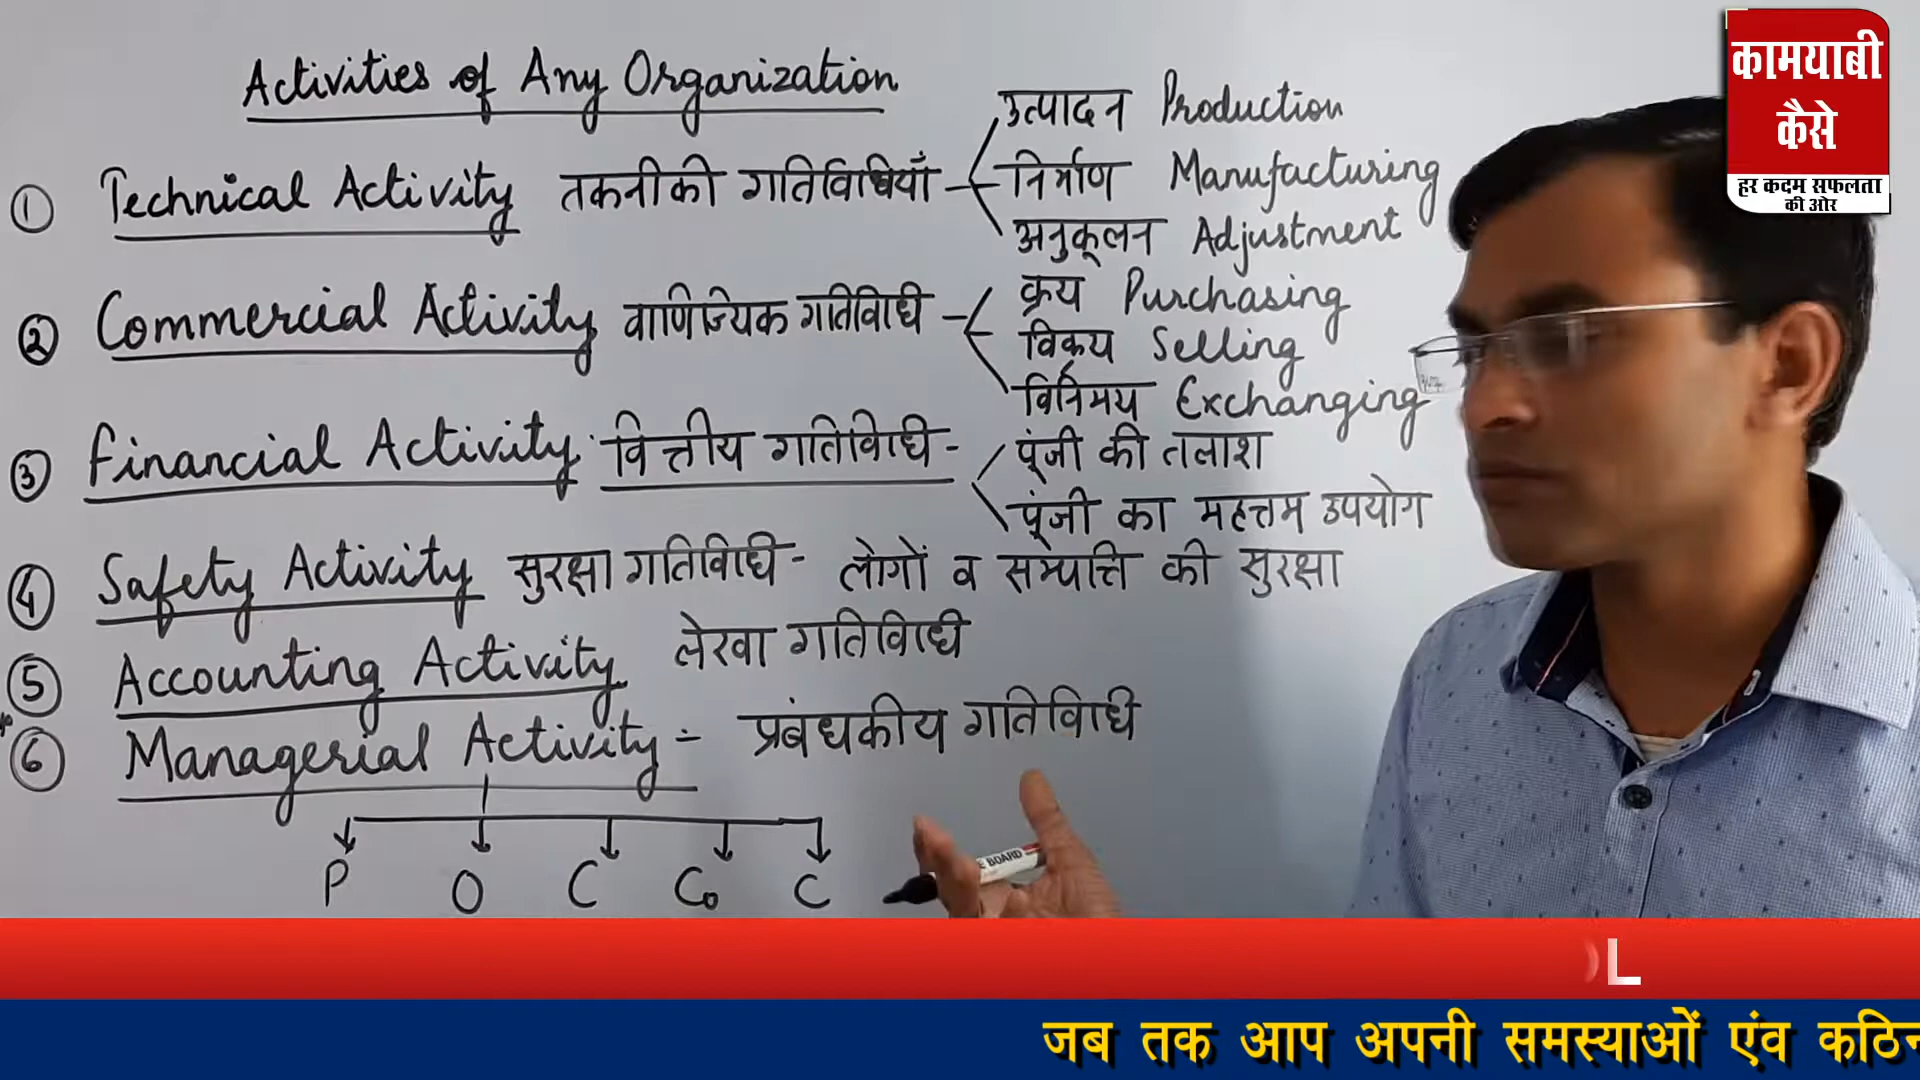 Activities of Any Organization
① Technical Activity तकनीकी गतिविधियाँ
उत्पादन Production
निर्माण Manufacturing
अनुकूलन Adjustment
② Commercial Activity वाणिज्यिक गतिविधि -
क्रय Purchasing
विक्रय Selling
विनिमय Exchanging
③ Financial Activity वित्तीय गतिविधि -
पूंजी की तलाश
पूंजी का महत्तम उपयोग
④ Safety Activity सुरक्षा गतिविधि - लोगों व सम्पत्ति की सुरक्षा
⑤ Accounting Activity लेखा गतिविधि
* ⑥ Managerial Activity - प्रबंधकीय गतिविधि
P O C Co C
कामयाबी
कैसे
हर कदम सफलता
की ओर
L
जब तक आप अपनी समस्याओं एंव